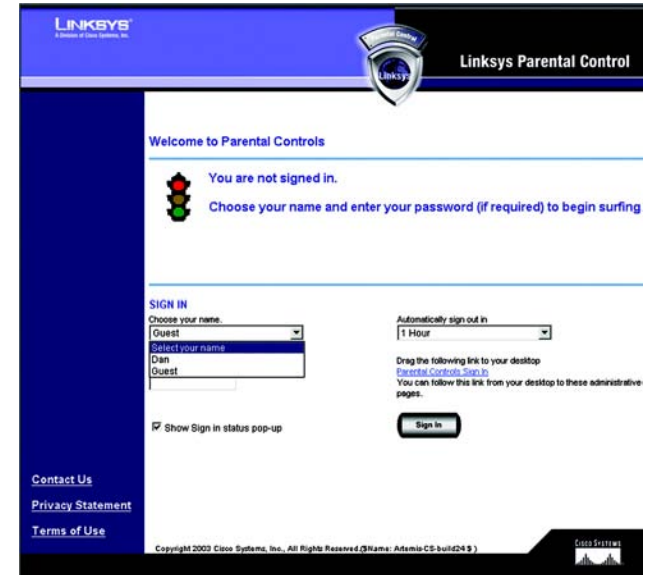 LINKSYS®
A Division of Cisco Systems, Inc.
Parental Control
Linksys
Linksys Parental Control
Welcome to Parental Controls
You are not signed in.
Choose your name and enter your password (if required) to begin surfing
SIGN IN
Choose your name.
Guest
Select your name
Dan
Guest
Automatically sign out in
1 Hour
Drag the following link to your desktop
Parental Controls Sign In
You can follow this link from your desktop to these administrative
pages.
Show Sign in status pop-up
Sign In
Contact Us
Privacy Statement
Terms of Use
Copyright 2003 Cisco Systems, Inc., All Rights Reserved.($Name: Artemis-CS-build24 $ )
CISCO SYSTEMS